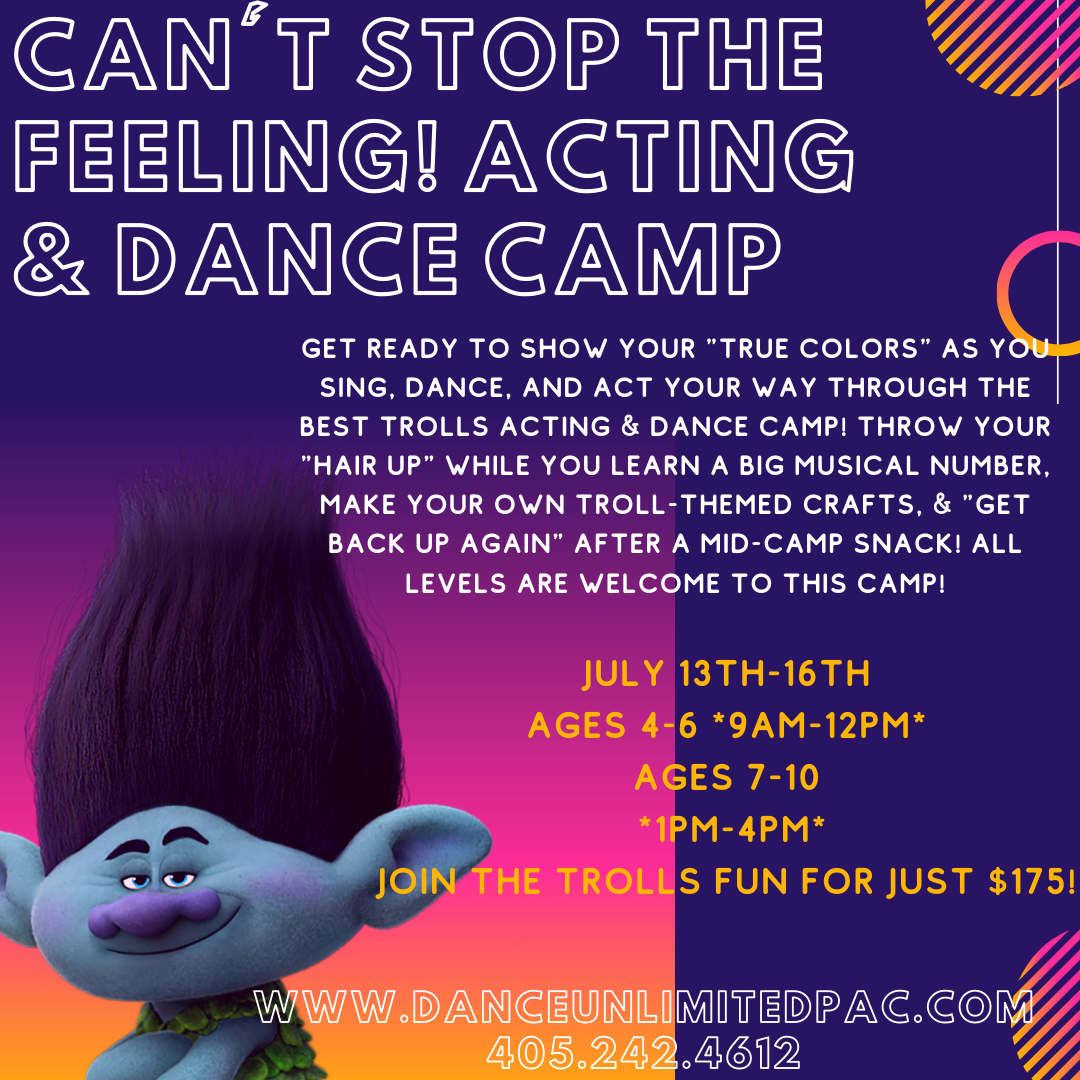 CAN'T STOP THE
FEELING! ACTING
& DANCE CAMP
GET READY TO SHOW YOUR "TRUE COLORS" AS YOU
SING, DANCE, AND ACT YOUR WAY THROUGH THE
BEST TROLLS ACTING & DANCE CAMP! THROW YOUR
"HAIR UP" WHILE YOU LEARN A BIG MUSICAL NUMBER,
MAKE YOUR OWN TROLL-THEMED CRAFTS, & "GET
BACK UP AGAIN" AFTER A MID-CAMP SNACK! ALL
LEVELS ARE WELCOME TO THIS CAMP!
JULY 13TH-16TH
AGES 4-6 *9AM-12PM*
AGES 7-10
*1PM-4PM*
JOIN THE TROLLS FUN FOR JUST $175!
WWW.DANCEUNLIMITEDPAC.COM
405.242.4612